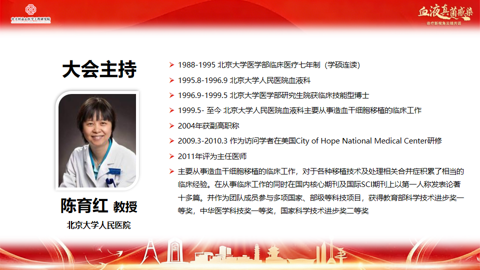 血液真菌感染
大会主持
陈育红 教授
北京大学人民医院
1988-1995 北京大学医学部临床医疗七年制（学硕连读）
1995.8-1996.9 北京大学人民医院血液科
1996.9-1999.5 北京大学医学部研究生院获临床技能型博士
1999.5- 至今 北京大学人民医院血液科主要从事造血干细胞移植的临床工作
2004年获副高职称
2009.3-2010.3 作为访问学者在美国City of Hope National Medical Center研修
2011年评为主任医师
主要从事造血干细胞移植的临床工作，对于各种移植技术及处理相关合并症积累了相当的
临床经验。在从事临床工作的同时在国内核心期刊及国际SCI期刊上以第一人称发表论著
十多篇。并作为团队成员参与多项国家、部级等科技项目，获得教育部科学技术进步奖一
等奖，中华医学科技奖一等奖，国家科学技术进步奖二等奖